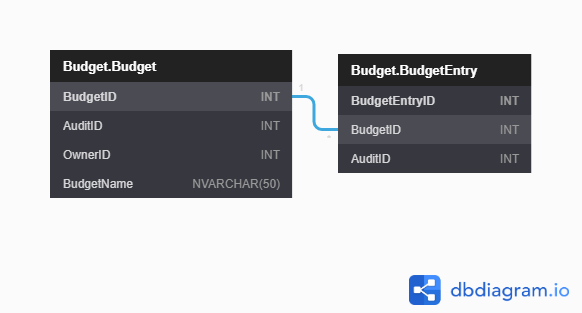 Budget.Budget
BudgetID INT
AuditID INT
OwnerID INT
BudgetName NVARCHAR(50)
1
*
Budget.BudgetEntry
BudgetEntryID INT
BudgetID INT
AuditID INT
dbdiagram.io